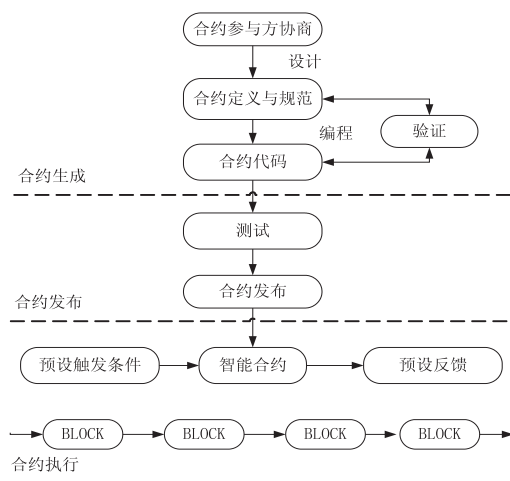 合约参与方协商
设计
合约定义与规范
编程
验证
合约代码
合约生成
测试
合约发布
合约发布
预设触发条件 智能合约 预设反馈
BLOCK BLOCK BLOCK BLOCK
合约执行